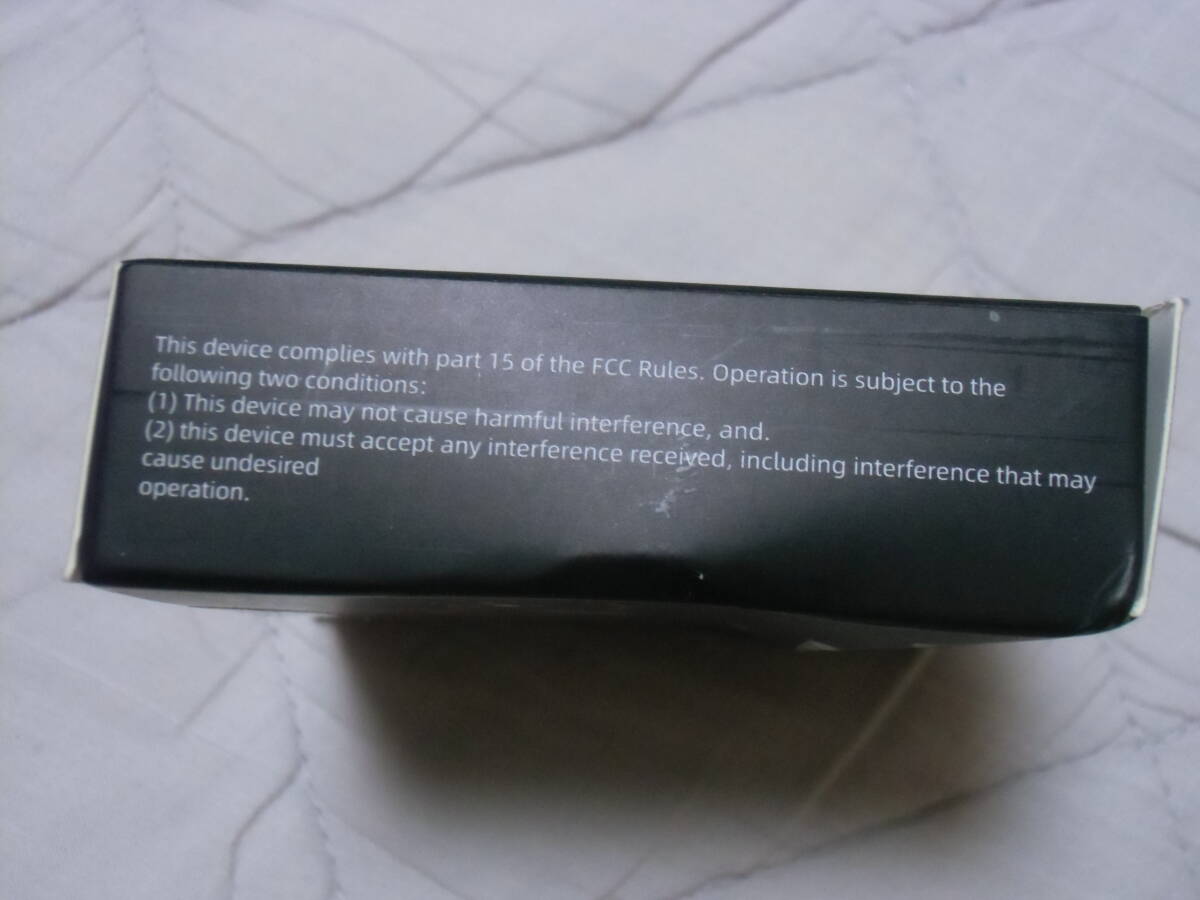 This device complies with part 15 of the FCC Rules. Operation is subject to the
following two conditions:
(1) This device may not cause harmful interference, and.
(2) this device must accept any interference received, including interference that may
cause undesired
operation.